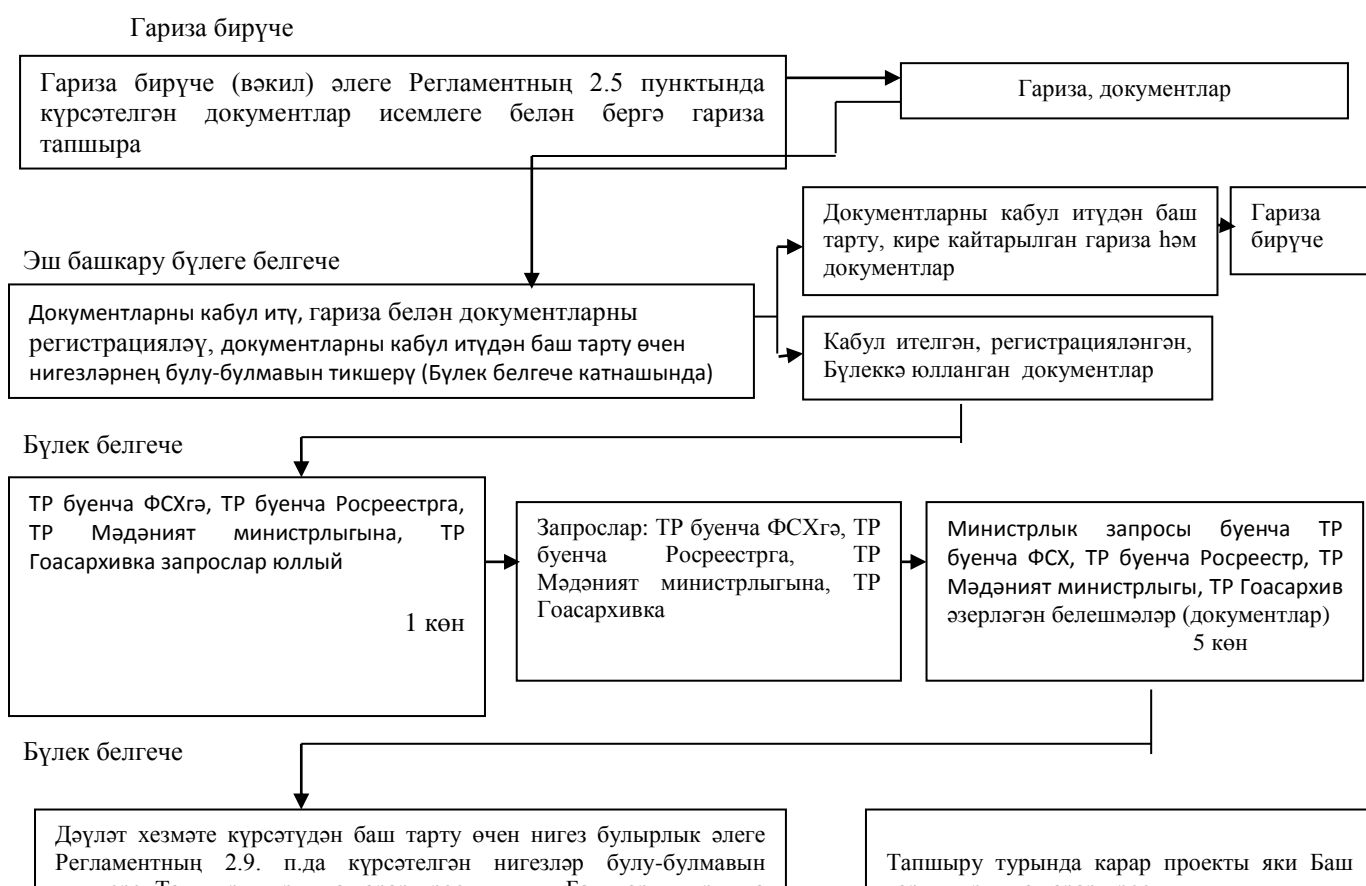 Гариза бирүче
Гариза бирүче (вәкил) әлеге Регламентның 2.5 пунктында
күрсәтелгән документлар исемлеге белән бергә гариза
тапшыра
Гариза, документлар
Документларны кабул итүдән баш
тарту, кире кайтарылган гариза һәм
документлар
Гариза
бирүче
Эш башкару бүлеге белгече
Документларны кабул итү, гариза белән документларны
регистрацияләү, документларны кабул итүдән баш тарту өчен
нигезләрнең булу-булмавын тикшерү (Бүлек белгече катнашында)
Кабул ителгән, регистрацияләнгән,
Бүлеккә юлланган документлар
Бүлек белгече
ТР буенча ФСХгә, ТР буенча Росреестрга,
ТР Мәдәният министрлыгына, ТР
Гоасархивка запрослар юллый
1 көн
Запрослар: ТР буенча ФСХгә, ТР
буенча Росреестрга, ТР
Мәдәният министрлыгына, ТР
Гоасархивка
Министрлык запросы буенча ТР
буенча ФСХ, ТР буенча Росреестр, ТР
Мәдәният министрлыгы, ТР Гоасархив
әзерләгән белешмәләр (документлар)
5 көн
Бүлек белгече
Дәүләт хезмәте күрсәтүдән баш тарту өчен нигез булырлык әлеге
Регламентның 2.9. п.да күрсәтелгән нигезләр булу-булмавын
Тапшыру турында карар проекты яки Баш